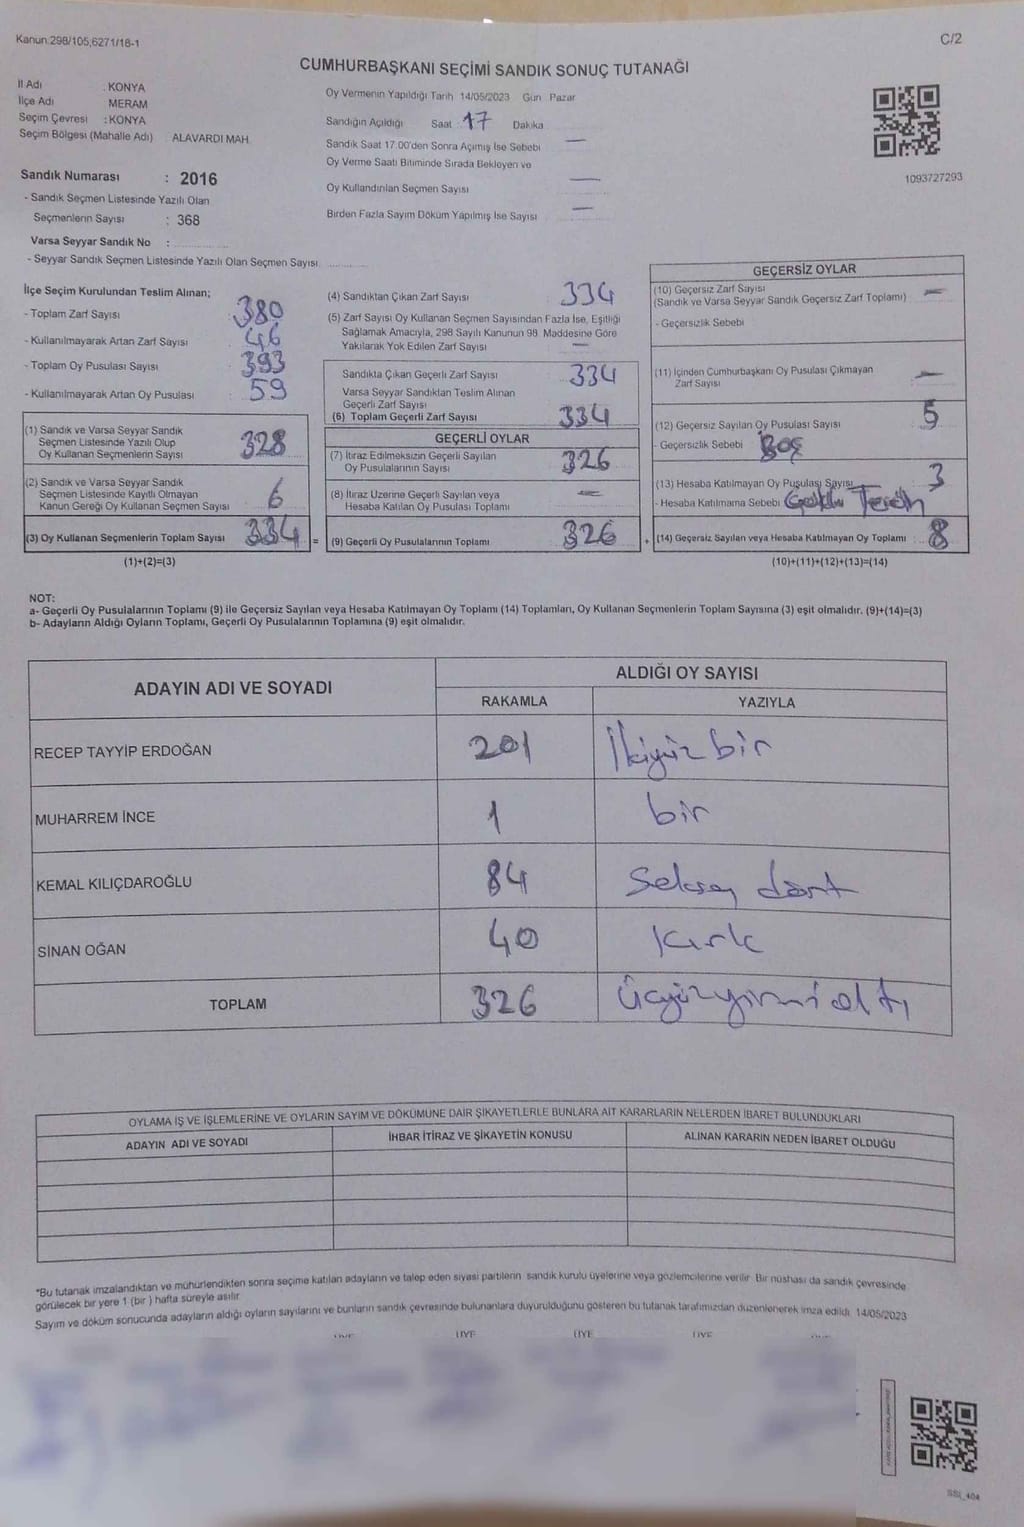 Kanun:298/105,6271/18-1
C/2
CUMHURBAŞKANI SEÇİMİ SANDIK SONUÇ TUTANAĞI
İl Adı : KONYA
İlçe Adı MERAM
Seçim Çevresi : KONYA
Seçim Bölgesi (Mahalle Adı) ALAVARDI MAH.
Sandık Numarası : 2016
- Sandık Seçmen Listesinde Yazılı Olan
Seçmenlerin Sayısı : 368
Varsa Seyyar Sandık No :
- Seyyar Sandık Seçmen Listesinde Yazılı Olan Seçmen Sayısı:
Oy Vermenin Yapıldığı Tarih 14/05/2023 Gün Pazar
Sandığın Açıldığı Saat 17 Dakika
Sandık Saat 17.00'den Sonra Açımış İse Sebebi —
Oy Verme Saati Bitiminde Sırada Bekleyen ve
Oy Kullandırılan Seçmen Sayısı —
Birden Fazla Sayım Döküm Yapılmış İse Sayısı —
1093727293
İlçe Seçim Kurulundan Teslim Alınan;
- Toplam Zarf Sayısı 380
- Kullanılmayarak Artan Zarf Sayısı 46
- Toplam Oy Pusulası Sayısı 393
- Kullanılmayarak Artan Oy Pusulası 59
(1) Sandık ve Varsa Seyyar Sandık
Seçmen Listesinde Yazılı Olup
Oy Kullanan Seçmenlerin Sayısı 328
(2) Sandık ve Varsa Seyyar Sandık
Seçmen Listesinde Kayıtlı Olmayan
Kanun Gereği Oy Kullanan Seçmen Sayısı 6
(3) Oy Kullanan Seçmenlerin Toplam Sayısı 334 =
(1)+(2)=(3)
(4) Sandıktan Çıkan Zarf Sayısı 334
(5) Zarf Sayısı Oy Kullanan Seçmen Sayısından Fazla İse, Eşitliği
Sağlamak Amacıyla, 298 Sayılı Kanunun 98. Maddesine Göre
Yakılarak Yok Edilen Zarf Sayısı —
Sandıkta Çıkan Geçerli Zarf Sayısı 334
Varsa Seyyar Sandıktan Teslim Alınan
Geçerli Zarf Sayısı
(6) Toplam Geçerli Zarf Sayısı 334
GEÇERLİ OYLAR
(7) İtiraz Edilmeksizin Geçerli Sayılan
Oy Pusulalarının Sayısı 326
(8) İtiraz Üzerine Geçerli Sayılan veya
Hesaba Katılan Oy Pusulası Toplamı —
(9) Geçerli Oy Pusulalarının Toplamı 326 +
GEÇERSİZ OYLAR
(10) Geçersiz Zarf Sayısı —
(Sandık ve Varsa Seyyar Sandık Geçersiz Zarf Toplamı)
- Geçersizlik Sebebi
(11) İçinden Cumhurbaşkanı Oy Pusulası Çıkmayan
Zarf Sayısı —
(12) Geçersiz Sayılan Oy Pusulası Sayısı 5
- Geçersizlik Sebebi Boş
(13) Hesaba Katılmayan Oy Pusulası Sayısı 3
- Hesaba Katılmama Sebebi
(14) Geçersiz Sayılan veya Hesaba Katılmayan Oy Toplamı 8
(10)+(11)+(12)+(13)=(14)
NOT:
a- Geçerli Oy Pusulalarının Toplamı (9) ile Geçersiz Sayılan veya Hesaba Katılmayan Oy Toplamı (14) Toplamları, Oy Kullanan Seçmenlerin Toplam Sayısına (3) eşit olmalıdır. (9)+(14)=(3)
b- Adayların Aldığı Oyların Toplamı, Geçerli Oy Pusulalarının Toplamına (9) eşit olmalıdır.
ADAYIN ADI VE SOYADI
ALDIĞI OY SAYISI
RAKAMLA YAZIYLA
RECEP TAYYİP ERDOĞAN 201 İkiyüz bir
MUHARREM İNCE 1 bir
KEMAL KILIÇDAROĞLU 84 Seksen dört
SİNAN OĞAN 40 Kırk
TOPLAM 326 üçyüzyirmi altı
OYLAMA İŞ VE İŞLEMLERİNE VE OYLARIN SAYIM VE DÖKÜMÜNE DAİR ŞİKAYETLERLE BUNLARA AİT KARARLARIN NELERDEN İBARET BULUNDUKLARI
ADAYIN ADI VE SOYADI İHBAR İTİRAZ VE ŞİKAYETİN KONUSU ALINAN KARARIN NEDEN İBARET OLDUĞU
*Bu tutanak imzalandıktan ve mühürlendikten sonra seçime katılan adayların ve talep eden siyasi partilerin sandık kurulu üyelerine veya gözlemcilerine verilir. Bir nüshası da sandık çevresinde
görülecek bir yere 1 (bir) hafta süreyle asılır.
Sayım ve döküm sonucunda adayların aldığı oyların sayılarını ve bunların sandık çevresinde bulunanlara duyurulduğunu gösteren bu tutanak tarafımızdan düzenlenerek imza edildi. 14/05/2023
ÜYE ÜYE ÜYE ÜYE
SSİ_404